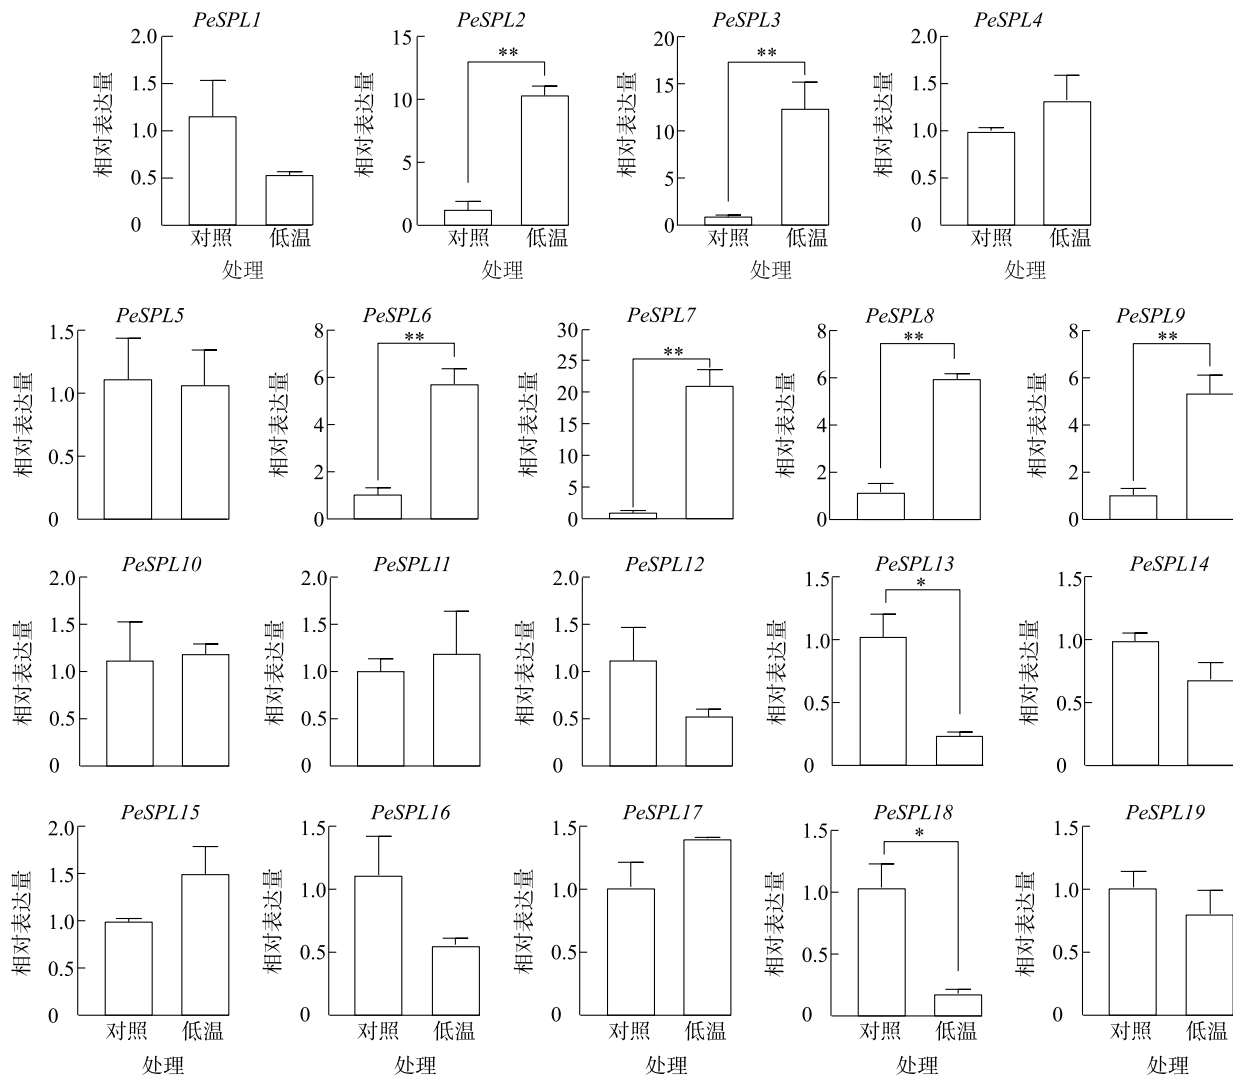 PeSPL1 PeSPL2 PeSPL3 PeSPL4
相对表达量 2.0 1.5 1.0 0.5 0
相对表达量 15 10 5 0 **
相对表达量 20 15 10 5 0 **
相对表达量 2.0 1.5 1.0 0.5 0
对照 低温 对照 低温 对照 低温 对照 低温
处理 处理 处理 处理
PeSPL5 PeSPL6 PeSPL7 PeSPL8 PeSPL9
相对表达量 1.5 1.0 0.5 0
相对表达量 8 6 4 2 0 **
相对表达量 30 25 20 15 10 5 0 **
相对表达量 8 6 4 2 0 **
相对表达量 8 6 4 2 0 **
PeSPL10 PeSPL11 PeSPL12 PeSPL13 PeSPL14
相对表达量 2.0 1.5 1.0 0.5 0
相对表达量 2.0 1.5 1.0 0.5 0
相对表达量 2.0 1.5 1.0 0.5 0
相对表达量 1.5 1.0 0.5 0 *
相对表达量 1.5 1.0 0.5 0
PeSPL15 PeSPL16 PeSPL17 PeSPL18 PeSPL19
相对表达量 2.0 1.5 1.0 0.5 0
相对表达量 1.5 1.0 0.5 0
相对表达量 1.5 1.0 0.5 0
相对表达量 1.5 1.0 0.5 0 *
相对表达量 1.5 1.0 0.5 0
对照 低温 对照 低温 对照 低温 对照 低温 对照 低温
处理 处理 处理 处理 处理